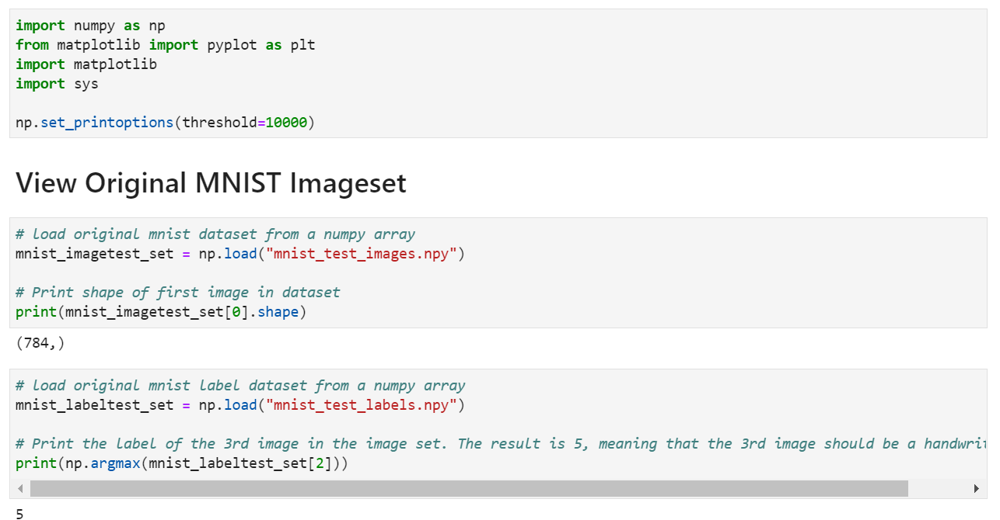 import numpy as np
from matplotlib import pyplot as plt
import matplotlib
import sys
np.set_printoptions(threshold=10000)
View Original MNIST Imageset
# load original mnist dataset from a numpy array
mnist_imagetest_set = np.load("mnist_test_images.npy")
# Print shape of first image in dataset
print(mnist_imagetest_set[0].shape)
(784,)
# load original mnist label dataset from a numpy array
mnist_labeltest_set = np.load("mnist_test_labels.npy")
# Print the label of the 3rd image in the image set. The result is 5, meaning that the 3rd image should be a
print(np.argmax(mnist_labeltest_set[2]))
5